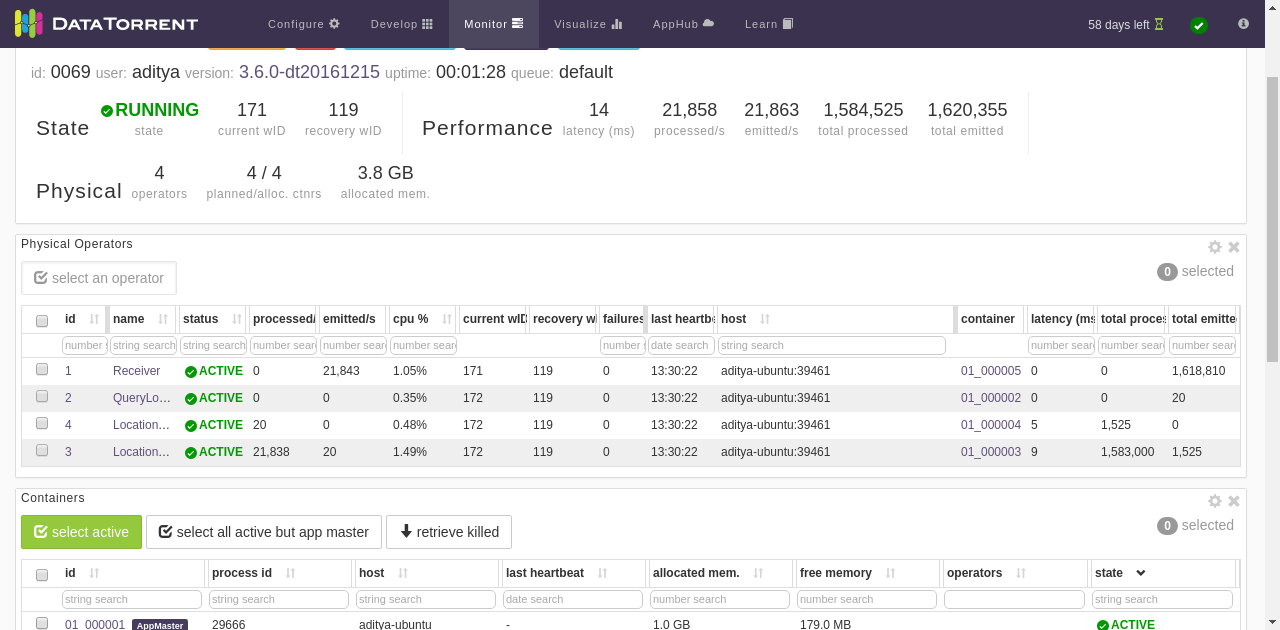 DATATORRENT Configure Develop Monitor Visualize AppHub Learn 58 days left
id: 0069 user: aditya version: 3.6.0-dt20161215 uptime: 00:01:28 queue: default
State RUNNING state 171 current wID 119 recovery wID Performance 14 latency (ms) 21,858 processed/s 21,863 emitted/s 1,584,525 total processed 1,620,355 total emitted
Physical 4 operators 4 / 4 planned/alloc. ctnrs 3.8 GB allocated mem.
Physical Operators
select an operator 0 selected
id name status processed/ emitted/s cpu % current wID recovery w failures last heartbe host container latency (ms total proces total emitte
number s string search string search number sear number sear number sear number s date search string search number sear number sear number sear
1 Receiver ACTIVE 0 21,843 1.05% 171 119 0 13:30:22 aditya-ubuntu:39461 01_000005 0 0 1,618,810
2 QueryLo... ACTIVE 0 0 0.35% 172 119 0 13:30:22 aditya-ubuntu:39461 01_000002 0 0 20
4 Location... ACTIVE 20 0 0.48% 172 119 0 13:30:22 aditya-ubuntu:39461 01_000004 5 1,525 0
3 Location... ACTIVE 21,838 20 1.49% 172 119 0 13:30:22 aditya-ubuntu:39461 01_000003 9 1,583,000 1,525
Containers
select active select all active but app master retrieve killed 0 selected
id process id host last heartbeat allocated mem. free memory operators state
string search string search string search date search number search number search string search
01_000001 AppMaster 29666 aditya-ubuntu - 1.0 GB 179.0 MB ACTIVE